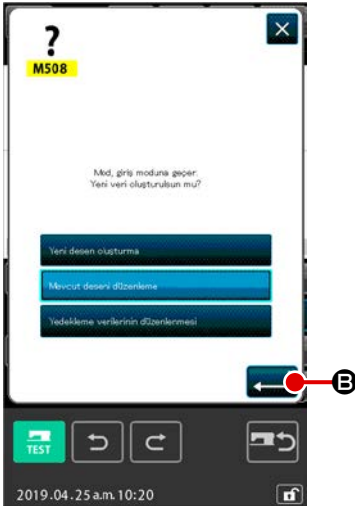 ?
M508
Mod, giriş moduna geçer.
Yeni veri oluşturulsun mu?
Yeni desen oluşturma
Mevcut deseni düzenleme
Yedekleme verilerinin düzenlenmesi
B
TEST
2019.04.25 a.m.10:20